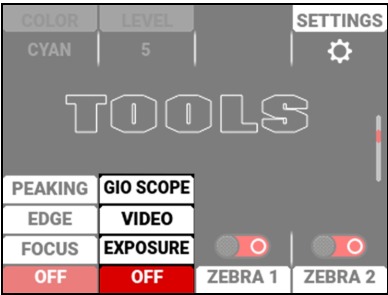 COLOR LEVEL SETTINGS
CYAN 5
TOOLS
PEAKING GIO SCOPE
EDGE VIDEO
FOCUS EXPOSURE
OFF OFF ZEBRA 1 ZEBRA 2